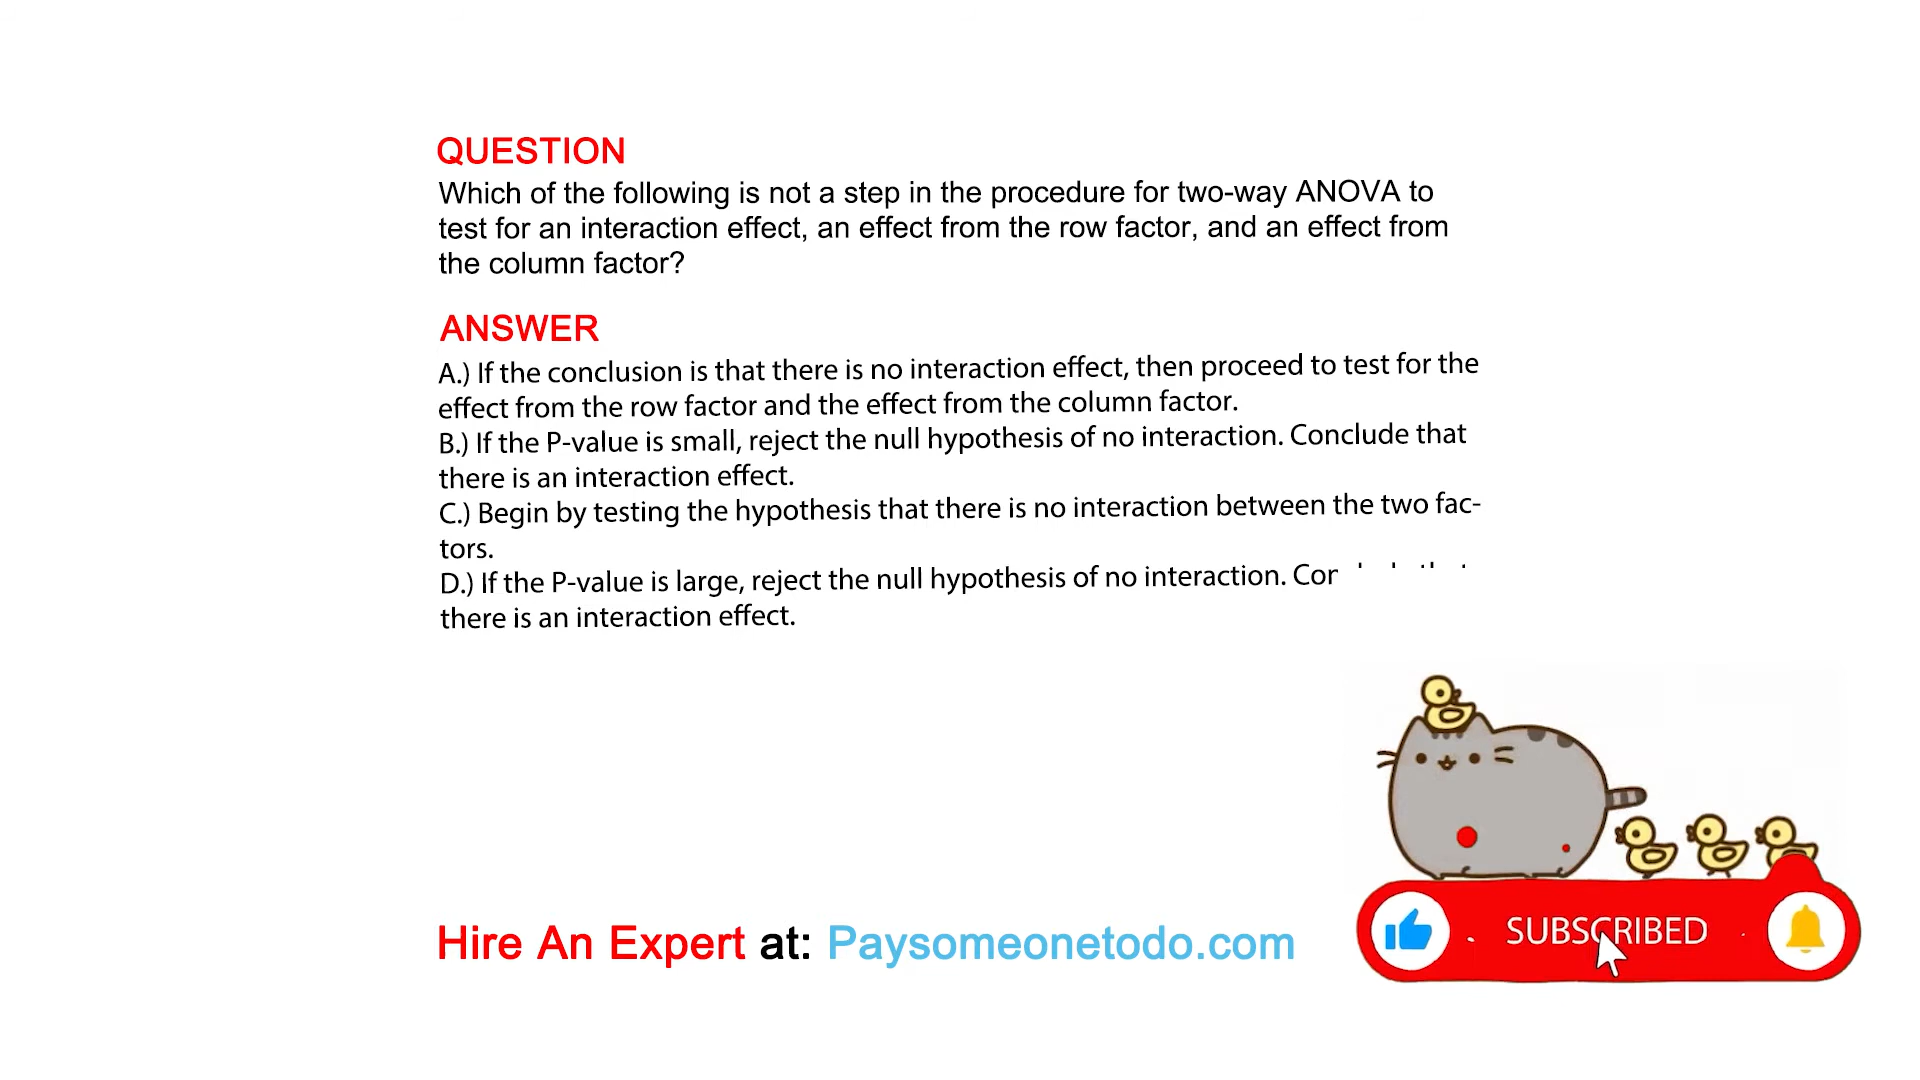 QUESTION
Which of the following is not a step in the procedure for two-way ANOVA to
test for an interaction effect, an effect from the row factor, and an effect from
the column factor?
ANSWER
A.) If the conclusion is that there is no interaction effect, then proceed to test for the
effect from the row factor and the effect from the column factor.
B.) If the P-value is small, reject the null hypothesis of no interaction. Conclude that
there is an interaction effect.
C.) Begin by testing the hypothesis that there is no interaction between the two fac-
tors.
D.) If the P-value is large, reject the null hypothesis of no interaction.
there is an interaction effect.
Hire An Expert at: Paysomeonetodo.com
SUBSCRIBED